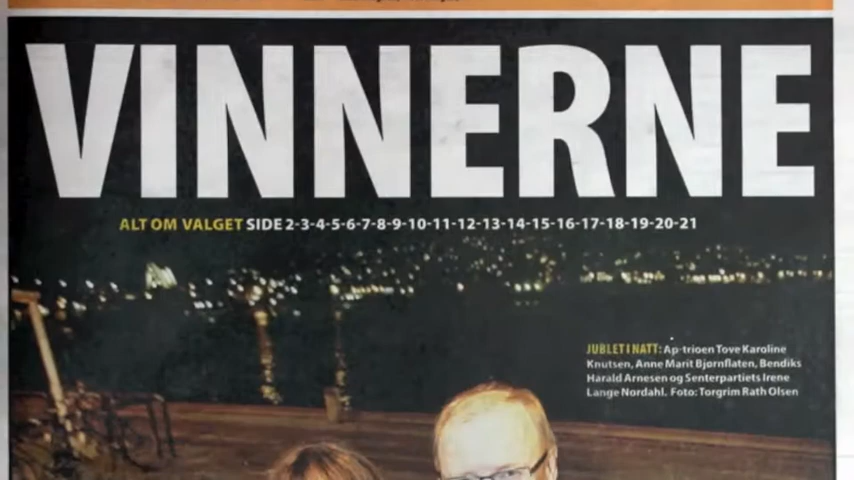 VINNERNE
ALT OM VALGET SIDE 2-3-4-5-6-7-8-9-10-11-12-13-14-15-16-17-18-19-20-21
JUBLET I NATT: Ap-trioen Tove Karoline
Knutsen, Anne Marit Bjørnflaten, Bendiks
Harald Arnesen og Senterpartiets Irene
Lange Nordahl. Foto: Torgrim Rath Olsen